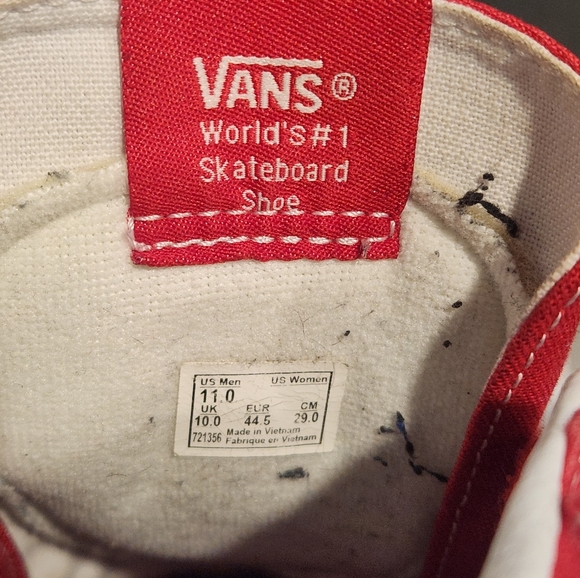 VANS®
World's #1
Skateboard
Shoe
US Men US Women
11.0
UK EUR CM
10.0 44.5 29.0
721356 Made in Vietnam
Fabrique en Vietnam